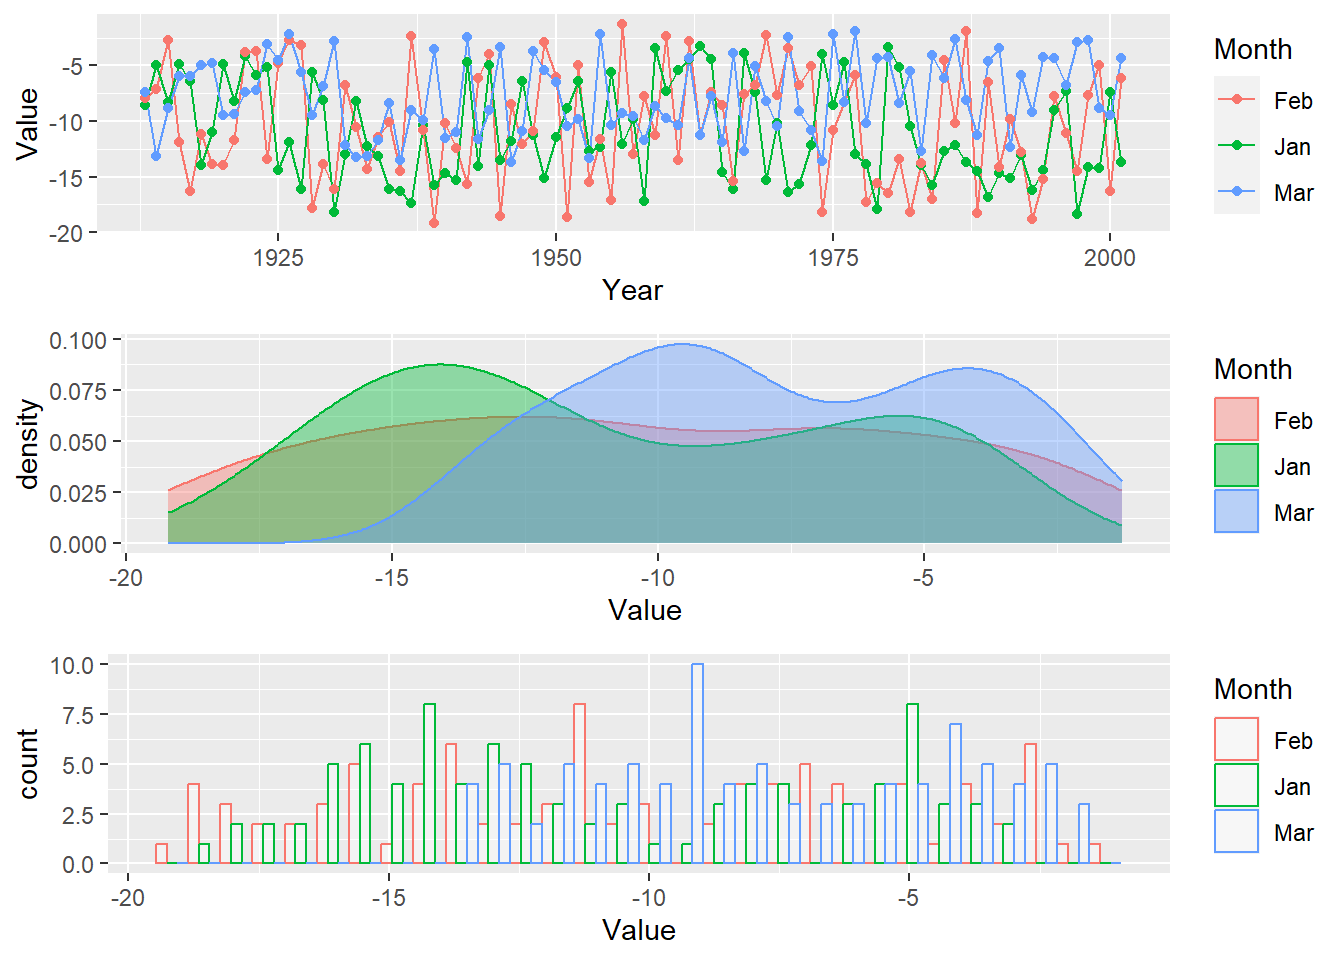 Value
-5
-10
-15
-20
1925 1950 1975 2000
Year
Month
Feb
Jan
Mar
density
0.100
0.075
0.050
0.025
0.000
-20 -15 -10 -5
Value
Month
Feb
Jan
Mar
count
10.0
7.5
5.0
2.5
0.0
-20 -15 -10 -5
Value
Month
Feb
Jan
Mar